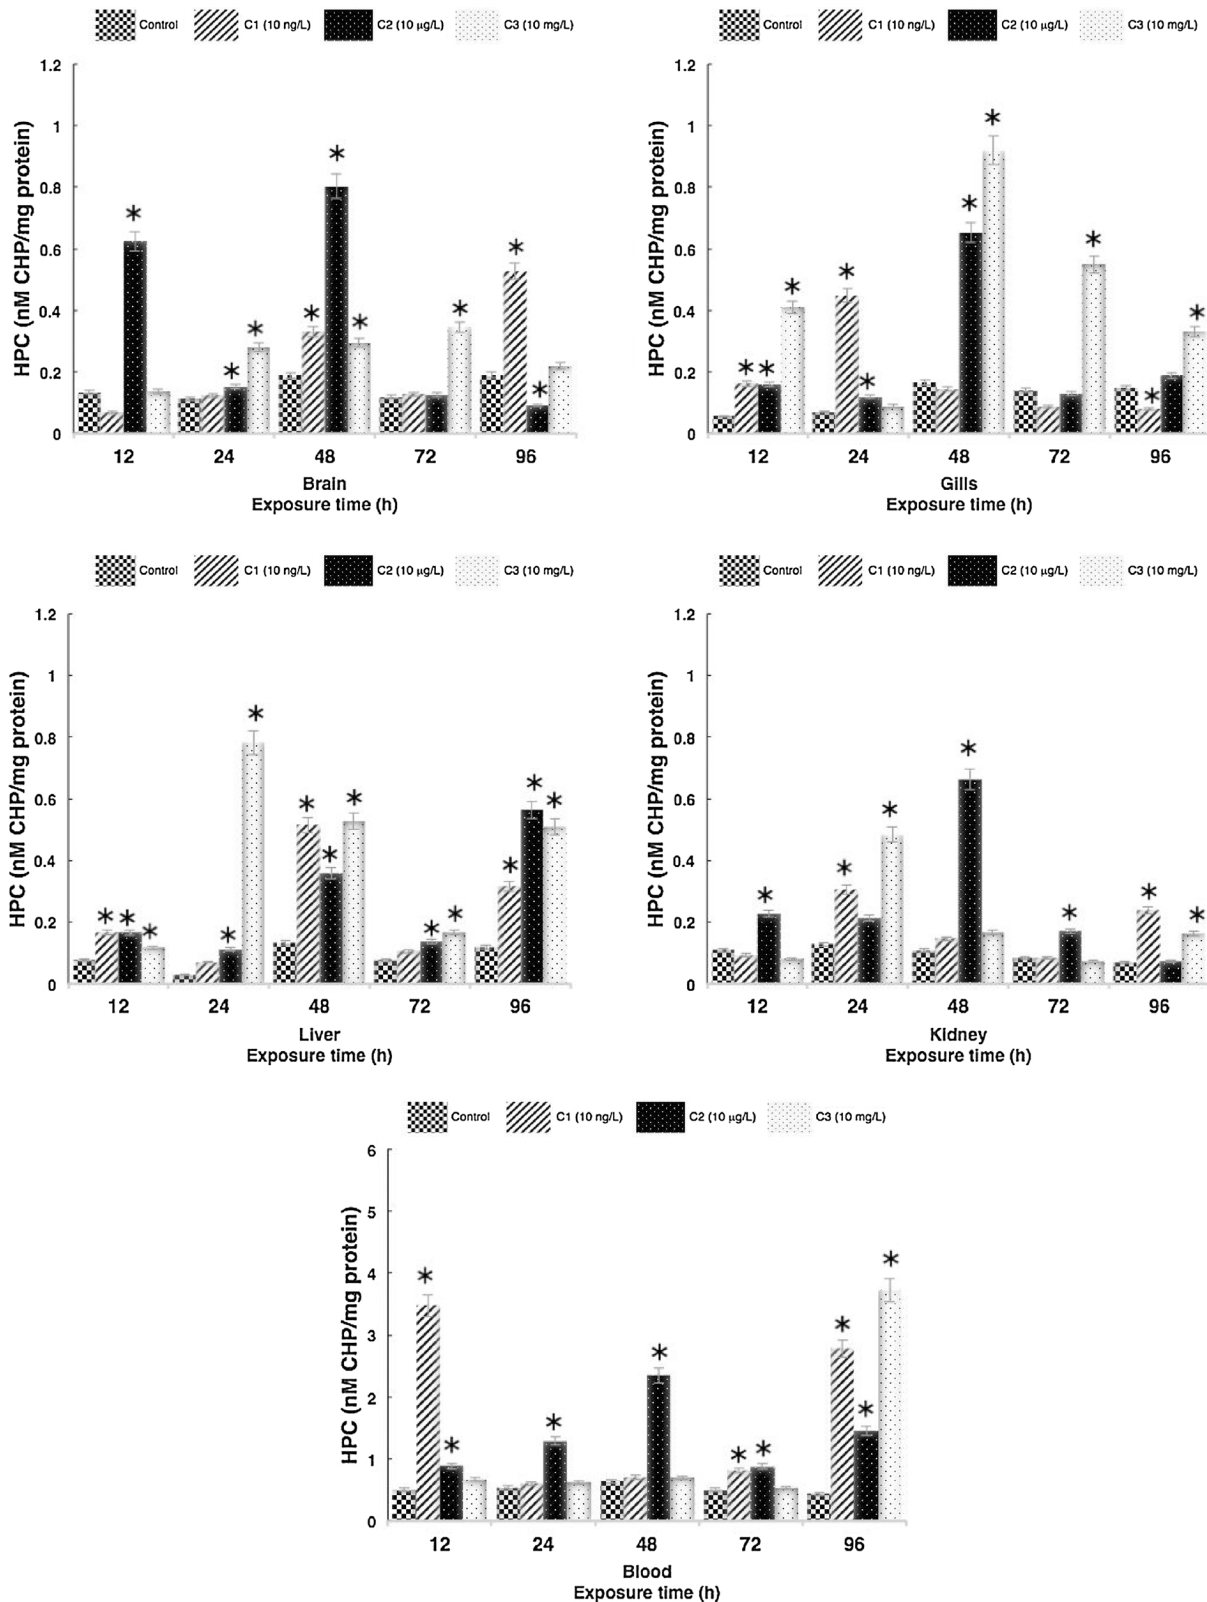 Control C1 (10 ng/L) C2 (10 µg/L) C3 (10 mg/L)
1.2
1
0.8
0.6
0.4
0.2
0
HPC (nM CHP/mg protein)
* * * * * * * * *
12 24 48 72 96
Brain
Exposure time (h)
Control C1 (10 ng/L) C2 (10 µg/L) C3 (10 mg/L)
1.2
1
0.8
0.6
0.4
0.2
0
HPC (nM CHP/mg protein)
* * * * * * * * * *
12 24 48 72 96
Gills
Exposure time (h)
Control C1 (10 ng/L) C2 (10 µg/L) C3 (10 mg/L)
1.2
1
0.8
0.6
0.4
0.2
0
HPC (nM CHP/mg protein)
* * * * * * * * * * * * *
12 24 48 72 96
Liver
Exposure time (h)
Control C1 (10 ng/L) C2 (10 µg/L) C3 (10 mg/L)
1.2
1
0.8
0.6
0.4
0.2
0
HPC (nM CHP/mg protein)
* * * * * * *
12 24 48 72 96
Kidney
Exposure time (h)
Control C1 (10 ng/L) C2 (10 µg/L) C3 (10 mg/L)
6
5
4
3
2
1
0
HPC (nM CHP/mg protein)
* * * * * * * * *
12 24 48 72 96
Blood
Exposure time (h)